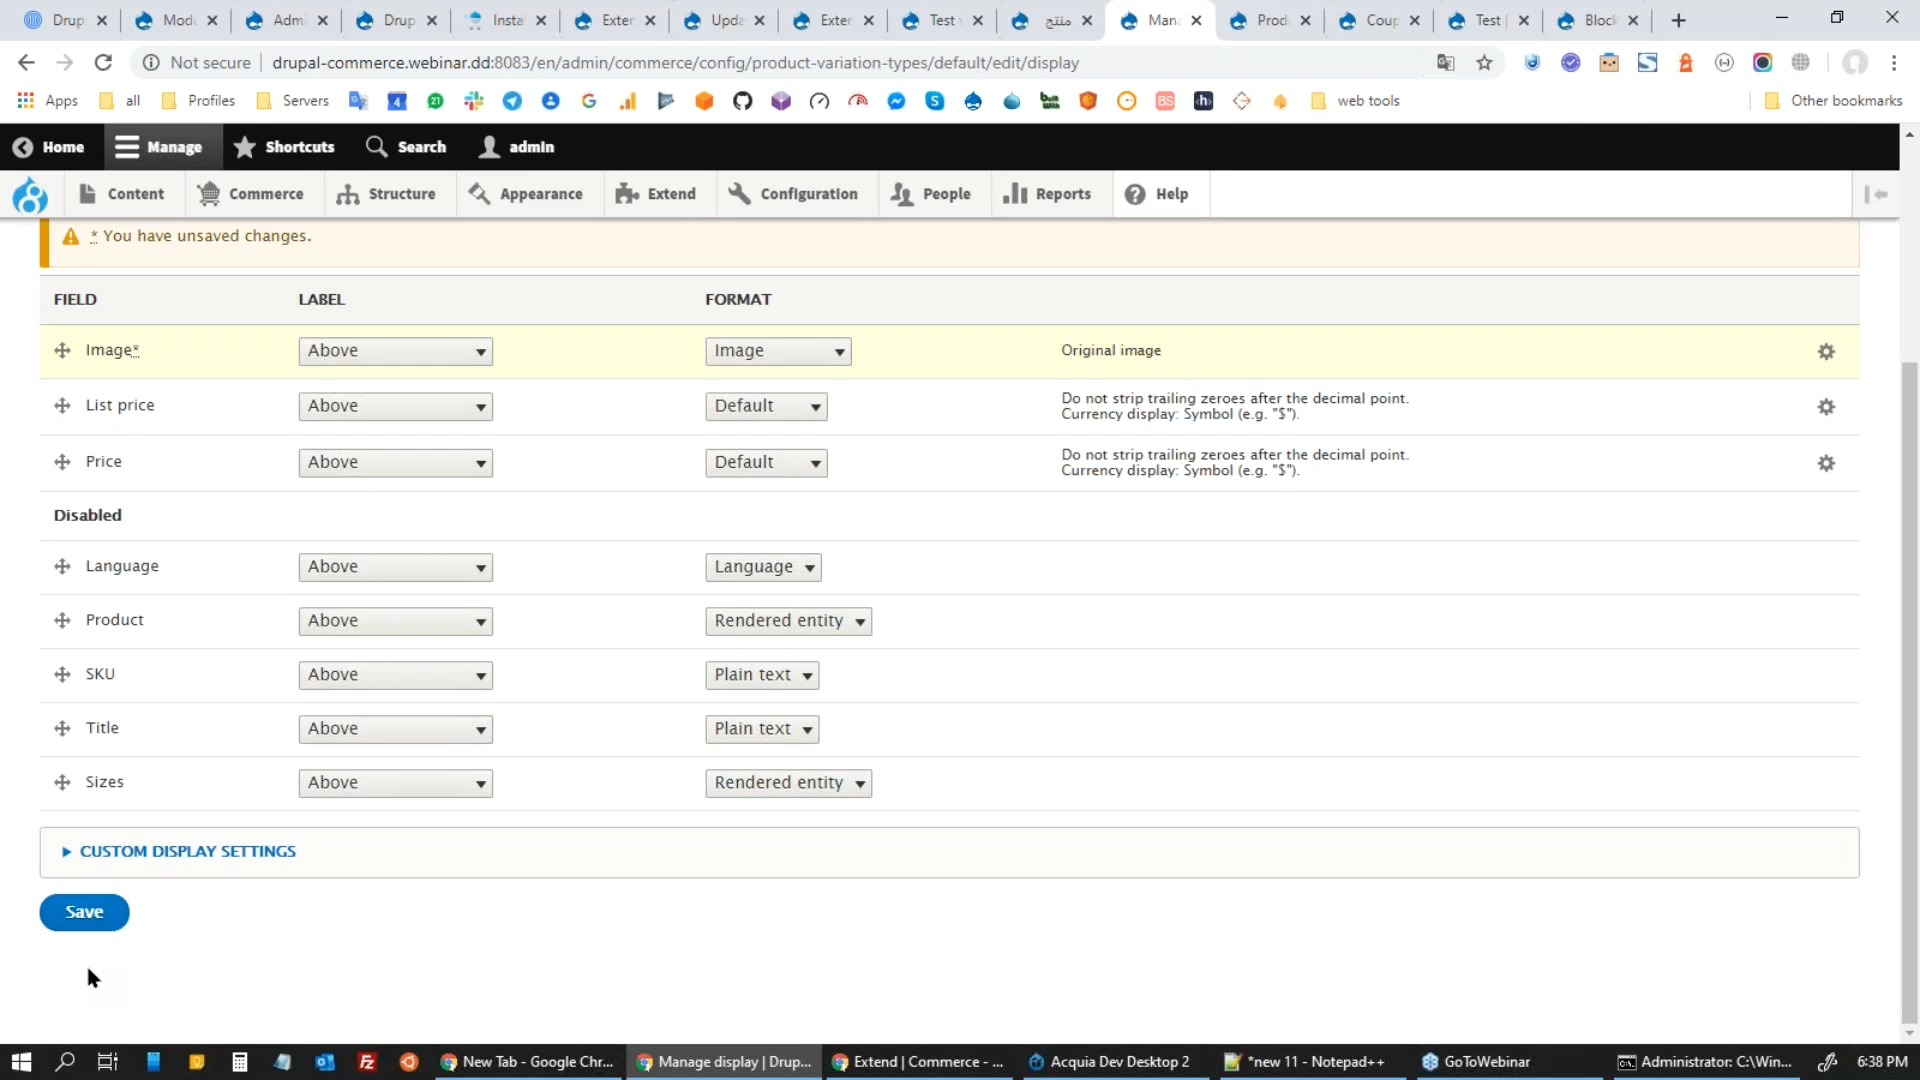 Drup
Modu
Admi
Drup
Instal
Exter
Upda
Exter
Test
منتج
Man
Prod
Coup
Test
Block
Not secure
drupal-commerce.webinar.dd:8083/en/admin/commerce/config/product-variation-types/default/edit/display
Apps
all
Profiles
Servers
web tools
Other bookmarks
Home
Manage
Shortcuts
Search
admin
Content
Commerce
Structure
Appearance
Extend
Configuration
People
Reports
Help
* You have unsaved changes.
FIELD LABEL FORMAT
Image* Above Image Original image
List price Above Default Do not strip trailing zeroes after the decimal point.
Currency display: Symbol (e.g. "$").
Price Above Default Do not strip trailing zeroes after the decimal point.
Currency display: Symbol (e.g. "$").
Disabled
Language Above Language
Product Above Rendered entity
SKU Above Plain text
Title Above Plain text
Sizes Above Rendered entity
CUSTOM DISPLAY SETTINGS
Save
New Tab - Google Chr...
Manage display | Drup...
Extend | Commerce - ...
Acquia Dev Desktop 2
*new 11 - Notepad++
GoToWebinar
Administrator: C:\Win...
6:38 PM